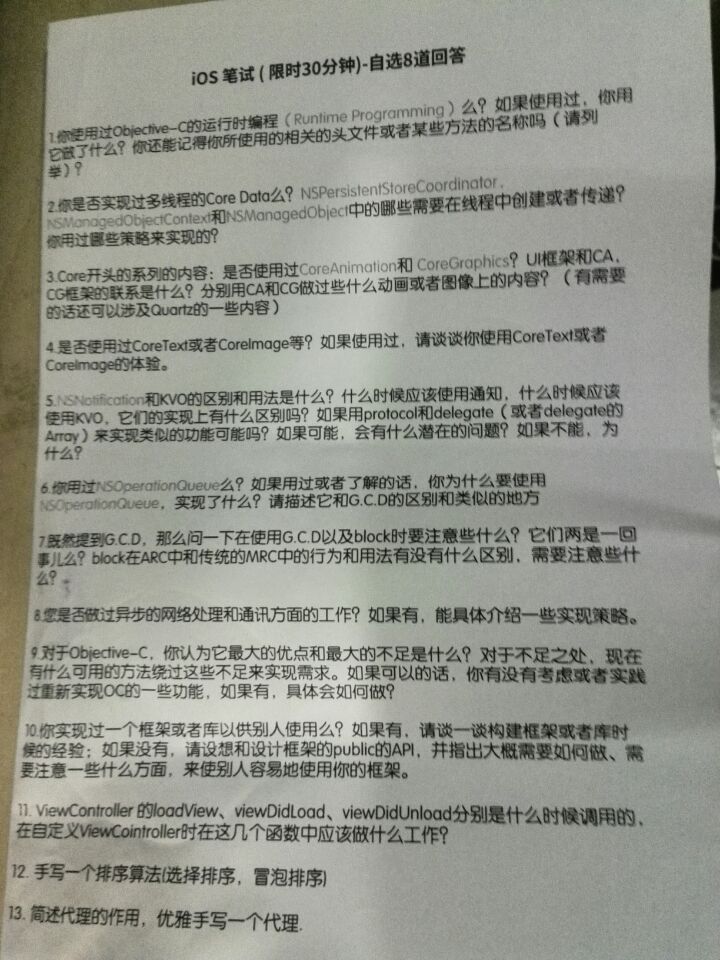 iOS 笔试 ( 限时30分钟)-自选8道回答
1.你使用过Objective-C的运行时编程（Runtime Programming）么？如果使用过，你用
它做了什么？你还能记得你所使用的相关的头文件或者某些方法的名称吗（请列
举）？
2.你是否实现过多线程的Core Data么？NSPersistentStoreCoordinator，
NSManagedObjectContext和NSManagedObject中的哪些需要在线程中创建或者传递？
你用过哪些策略来实现的？
3.Core开头的系列的内容：是否使用过CoreAnimation和 CoreGraphics？UI框架和CA，
CG框架的联系是什么？分别用CA和CG做过些什么动画或者图像上的内容？（有需要
的话还可以涉及Quartz的一些内容）
4.是否使用过CoreText或者CoreImage等？如果使用过，请谈谈你使用CoreText或者
CoreImage的体验。
5.NSNotification和KVO的区别和用法是什么？什么时候应该使用通知，什么时候应该
使用KVO，它们的实现上有什么区别吗？如果用protocol和delegate（或者delegate的
Array）来实现类似的功能可能吗？如果可能，会有什么潜在的问题？如果不能，为
什么？
6.你用过NSOperationQueue么？如果用过或者了解的话，你为什么要使用
NSOperationQueue，实现了什么？请描述它和G.C.D的区别和类似的地方
7.既然提到G.C.D，那么问一下在使用G.C.D以及block时要注意些什么？它们两是一回
事儿么？block在ARC中和传统的MRC中的行为和用法有没有什么区别，需要注意些什
么？
8.您是否做过异步的网络处理和通讯方面的工作？如果有，能具体介绍一些实现策略。
9.对于Objective-C，你认为它最大的优点和最大的不足是什么？对于不足之处，现在
有什么可用的方法绕过这些不足来实现需求。如果可以的话，你有没有考虑或者实践
过重新实现OC的一些功能，如果有，具体会如何做？
10.你实现过一个框架或者库以供别人使用么？如果有，请谈一谈构建框架或者库时
候的经验；如果没有，请设想和设计框架的public的API，并指出大概需要如何做、需
要注意一些什么方面，来使别人容易地使用你的框架。
11. ViewController 的loadView、viewDidLoad、viewDidUnload分别是什么时候调用的，
在自定义ViewCointroller时在这几个函数中应该做什么工作？
12. 手写一个排序算法(选择排序，冒泡排序)
13. 简述代理的作用，优雅手写一个代理.